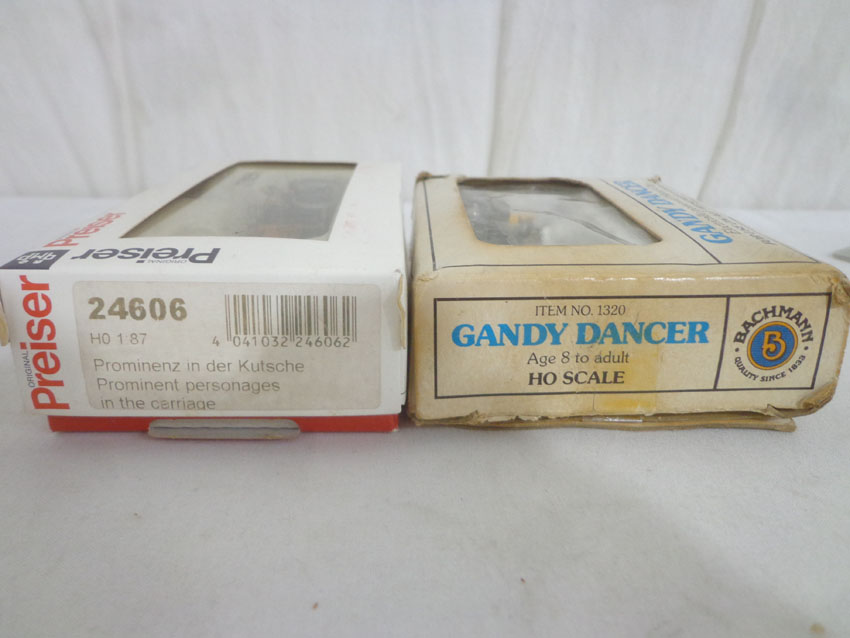 Preiser
ORIGINAL
Preiser
ORIGINAL
Preiser
24606
H0 1:87
4 041032 246062
Prominenz in der Kutsche
Prominent personages
in the carriage
GANDY DANCER
ITEM NO. 1320
GANDY DANCER
Age 8 to adult
HO SCALE
BACHMANN
B
QUALITY SINCE 1833